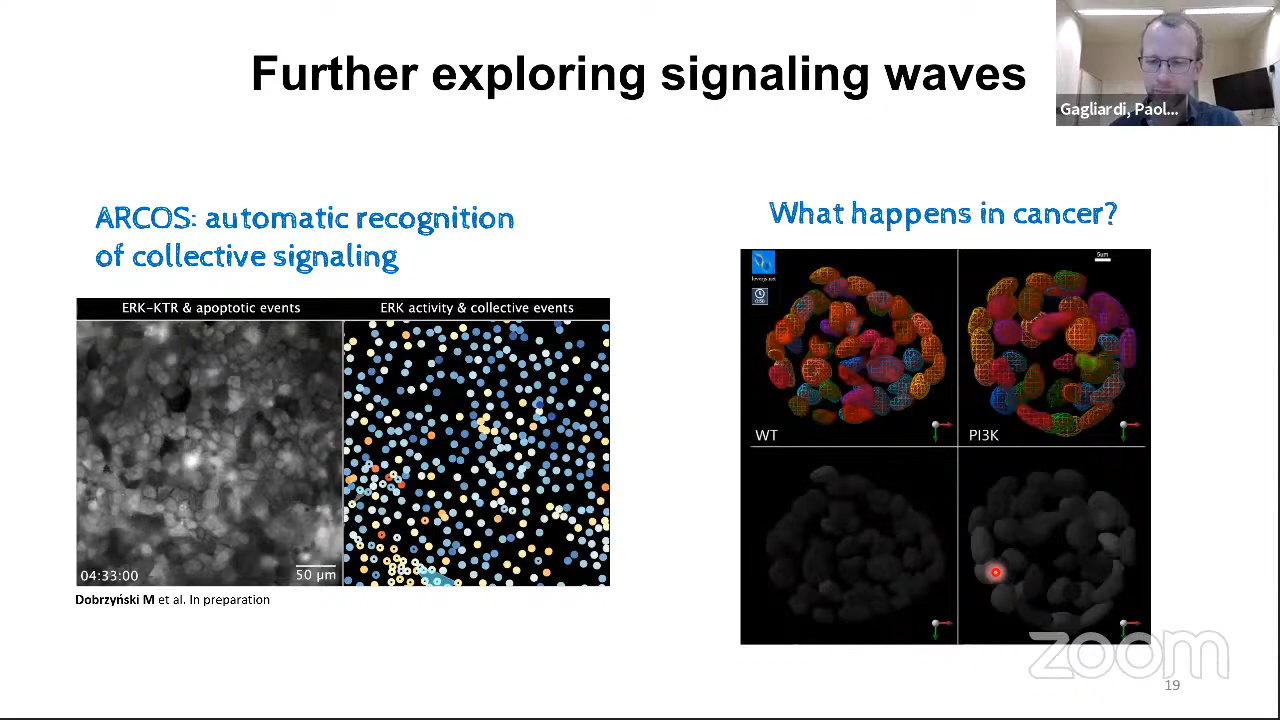 Further exploring signaling waves
Gagliardi, Paol...
ARCOS: automatic recognition
of collective signaling
What happens in cancer?
ERK-KTR & apoptotic events
ERK activity & collective events
04:33:00
50 µm
Dobrzyński M et al. In preparation
5um
WT
PI3K
zoom
19